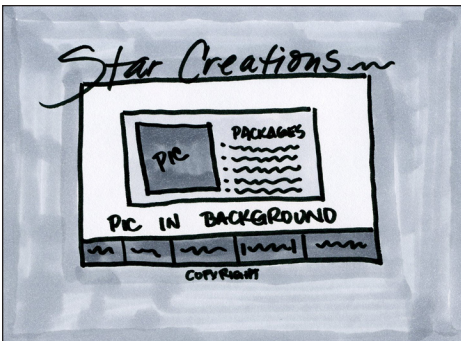 Star Creations
PACKAGES
PIC
PIC IN BACKGROUND
COPYRIGHT